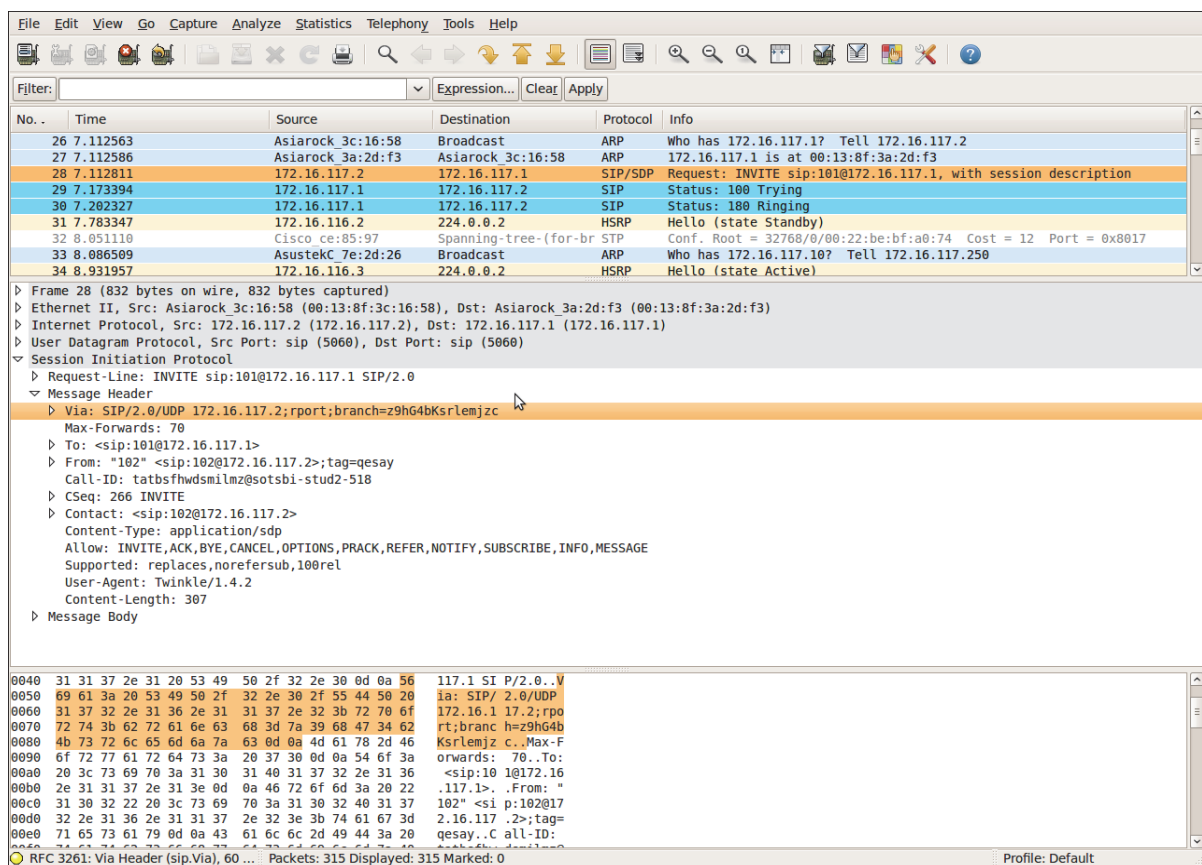 File Edit View Go Capture Analyze Statistics Telephony Tools Help
Filter: Expression... Clear Apply
No. . Time Source Destination Protocol Info
26 7.112563 Asiarock_3c:16:58 Broadcast ARP Who has 172.16.117.1? Tell 172.16.117.2
27 7.112586 Asiarock_3a:2d:f3 Asiarock_3c:16:58 ARP 172.16.117.1 is at 00:13:8f:3a:2d:f3
28 7.112811 172.16.117.2 172.16.117.1 SIP/SDP Request: INVITE sip:101@172.16.117.1, with session description
29 7.173394 172.16.117.1 172.16.117.2 SIP Status: 100 Trying
30 7.202327 172.16.117.1 172.16.117.2 SIP Status: 180 Ringing
31 7.783347 172.16.116.2 224.0.0.2 HSRP Hello (state Standby)
32 8.051110 Cisco_ce:85:97 Spanning-tree-(for-br STP Conf. Root = 32768/0/00:22:be:bf:a0:74 Cost = 12 Port = 0x8017
33 8.086509 AsustekC_7e:2d:26 Broadcast ARP Who has 172.16.117.10? Tell 172.16.117.250
34 8.931957 172.16.116.3 224.0.0.2 HSRP Hello (state Active)
Frame 28 (832 bytes on wire, 832 bytes captured)
Ethernet II, Src: Asiarock_3c:16:58 (00:13:8f:3c:16:58), Dst: Asiarock_3a:2d:f3 (00:13:8f:3a:2d:f3)
Internet Protocol, Src: 172.16.117.2 (172.16.117.2), Dst: 172.16.117.1 (172.16.117.1)
User Datagram Protocol, Src Port: sip (5060), Dst Port: sip (5060)
Session Initiation Protocol
Request-Line: INVITE sip:101@172.16.117.1 SIP/2.0
Message Header
Via: SIP/2.0/UDP 172.16.117.2;rport;branch=z9hG4bKsrlemjzc
Max-Forwards: 70
To: <sip:101@172.16.117.1>
From: "102" <sip:102@172.16.117.2>;tag=qesay
Call-ID: tatbsfhwdsmilmz@sotsbi-stud2-518
CSeq: 266 INVITE
Contact: <sip:102@172.16.117.2>
Content-Type: application/sdp
Allow: INVITE,ACK,BYE,CANCEL,OPTIONS,PRACK,REFER,NOTIFY,SUBSCRIBE,INFO,MESSAGE
Supported: replaces,norefersub,100rel
User-Agent: Twinkle/1.4.2
Content-Length: 307
Message Body
0040 31 31 37 2e 31 20 53 49 50 2f 32 2e 30 0d 0a 56 117.1 SI P/2.0..V
0050 69 61 3a 20 53 49 50 2f 32 2e 30 2f 55 44 50 20 ia: SIP/ 2.0/UDP
0060 31 37 32 2e 31 36 2e 31 31 37 2e 32 3b 72 70 6f 172.16.1 17.2;rpo
0070 72 74 3b 62 72 61 6e 63 68 3d 7a 39 68 47 34 62 rt;branc h=z9hG4b
0080 4b 73 72 6c 65 6d 6a 7a 63 0d 0a 4d 61 78 2d 46 Ksrlemjz c..Max-F
0090 6f 72 77 61 72 64 73 3a 20 37 30 0d 0a 54 6f 3a orwards: 70..To:
00a0 20 3c 73 69 70 3a 31 30 31 40 31 37 32 2e 31 36 <sip:10 1@172.16
00b0 2e 31 31 37 2e 31 3e 0d 0a 46 72 6f 6d 3a 20 22 .117.1>. .From: "
00c0 31 30 32 22 20 3c 73 69 70 3a 31 30 32 40 31 37 102" <si p:102@17
00d0 32 2e 31 36 2e 31 31 37 2e 32 3e 3b 74 61 67 3d 2.16.117 .2>;tag=
00e0 71 65 73 61 79 0d 0a 43 61 6c 6c 2d 49 44 3a 20 qesay..C all-ID:
RFC 3261: Via Header (sip.Via), 60 ... Packets: 315 Displayed: 315 Marked: 0 Profile: Default